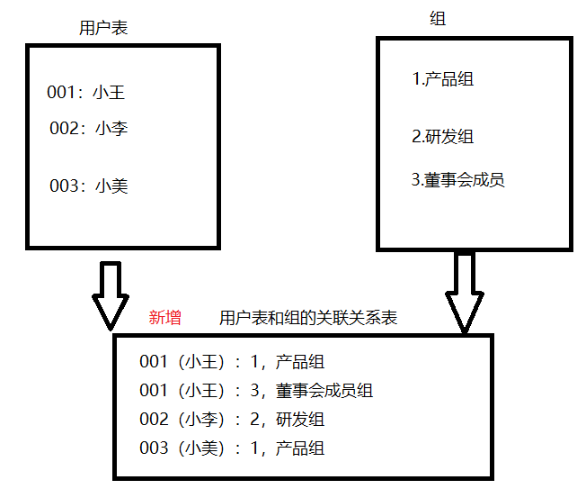 用户表
001：小王
002：小李
003：小美
组
1.产品组
2.研发组
3.董事会成员
新增 用户表和组的关联关系表
001（小王）：1，产品组
001（小王）：3，董事会成员组
002（小李）：2，研发组
003（小美）：1，产品组